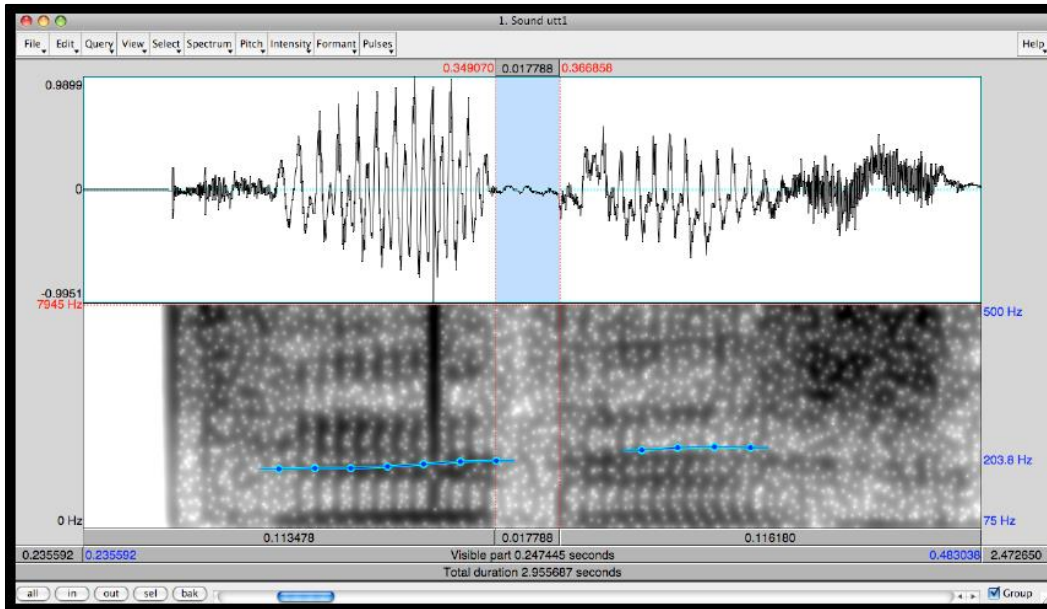 1. Sound utt1
File Edit Query View Select Spectrum Pitch Intensity Formant Pulses Help
0.349070 0.017788 0.366858
0.9899
0
-0.9951
7945 Hz
500 Hz
203.8 Hz
0 Hz
75 Hz
0.113478 0.017788 0.116180
0.235592 0.235592 Visible part 0.247445 seconds 0.483038 2.472650
Total duration 2.955687 seconds
all in out sel bak Group